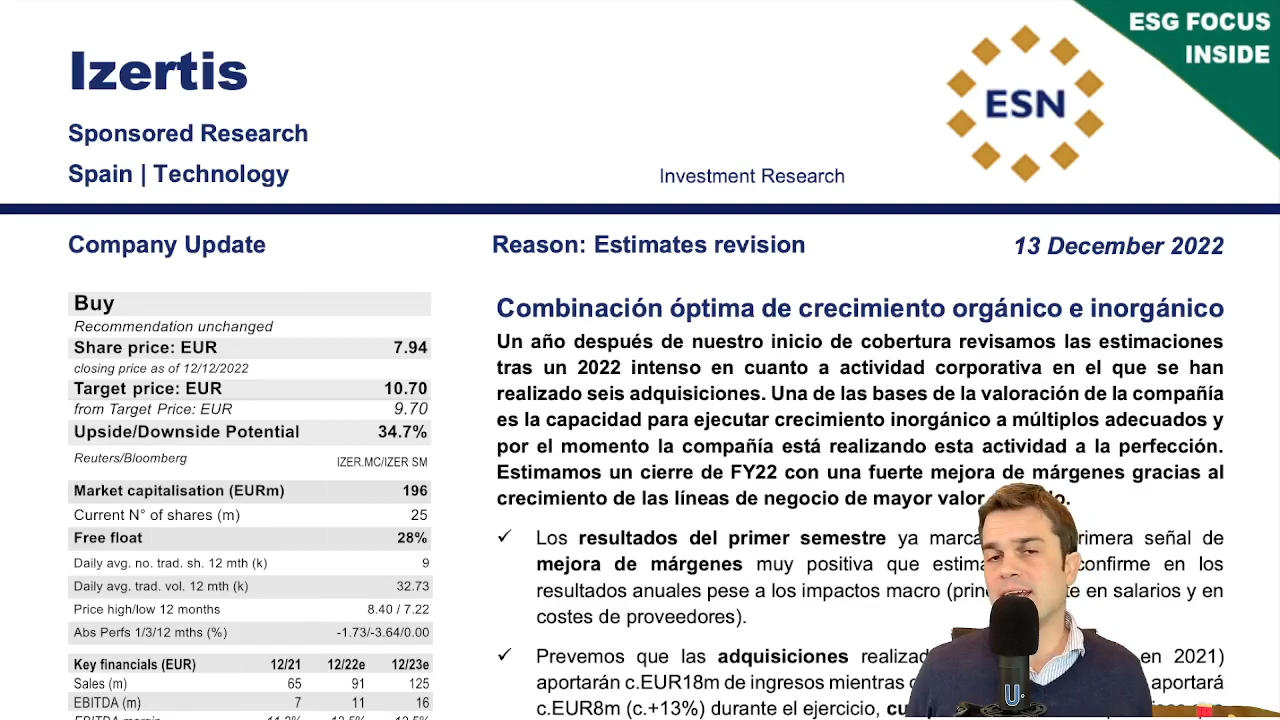 ESG FOCUS
INSIDE
Izertis
ESN
Sponsored Research
Spain | Technology
Investment Research
Company Update
Reason: Estimates revision
13 December 2022
Buy
Recommendation unchanged
Share price: EUR 7.94
closing price as of 12/12/2022
Target price: EUR 10.70
from Target Price: EUR 9.70
Upside/Downside Potential 34.7%
Reuters/Bloomberg IZER.MC/IZER SM
Market capitalisation (EURm) 196
Current N° of shares (m) 25
Free float 28%
Daily avg. no. trad. sh. 12 mth (k) 9
Daily avg. trad. vol. 12 mth (k) 32.73
Price high/low 12 months 8.40 / 7.22
Abs Perfs 1/3/12 mths (%) -1.73/-3.64/0.00
Key financials (EUR) 12/21 12/22e 12/23e
Sales (m) 65 91 125
EBITDA (m) 7 11 16
EBITDA margin
Combinación óptima de crecimiento orgánico e inorgánico
Un año después de nuestro inicio de cobertura revisamos las estimaciones
tras un 2022 intenso en cuanto a actividad corporativa en el que se han
realizado seis adquisiciones. Una de las bases de la valoración de la compañía
es la capacidad para ejecutar crecimiento inorgánico a múltiplos adecuados y
por el momento la compañía está realizando esta actividad a la perfección.
Estimamos un cierre de FY22 con una fuerte mejora de márgenes gracias al
crecimiento de las líneas de negocio de mayor valor
✓ Los resultados del primer semestre ya primera señal de
mejora de márgenes muy positiva que confirme en los
resultados anuales pese a los impactos macro en salarios y en
costes de proveedores).
✓ Prevemos que las adquisiciones en 2021)
aportarán c.EUR18m de ingresos mientras aportará
c.EUR8m (c.+13%) durante el ejercicio,
U